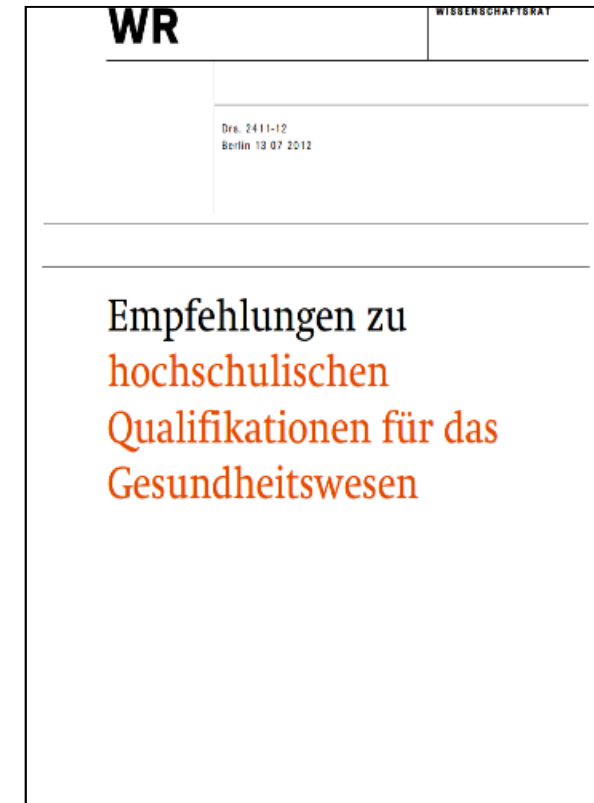 WR
WISSENSCHAFTSRAT
Drs. 2411-12
Berlin 13 07 2012
Empfehlungen zu
hochschulischen
Qualifikationen für das
Gesundheitswesen